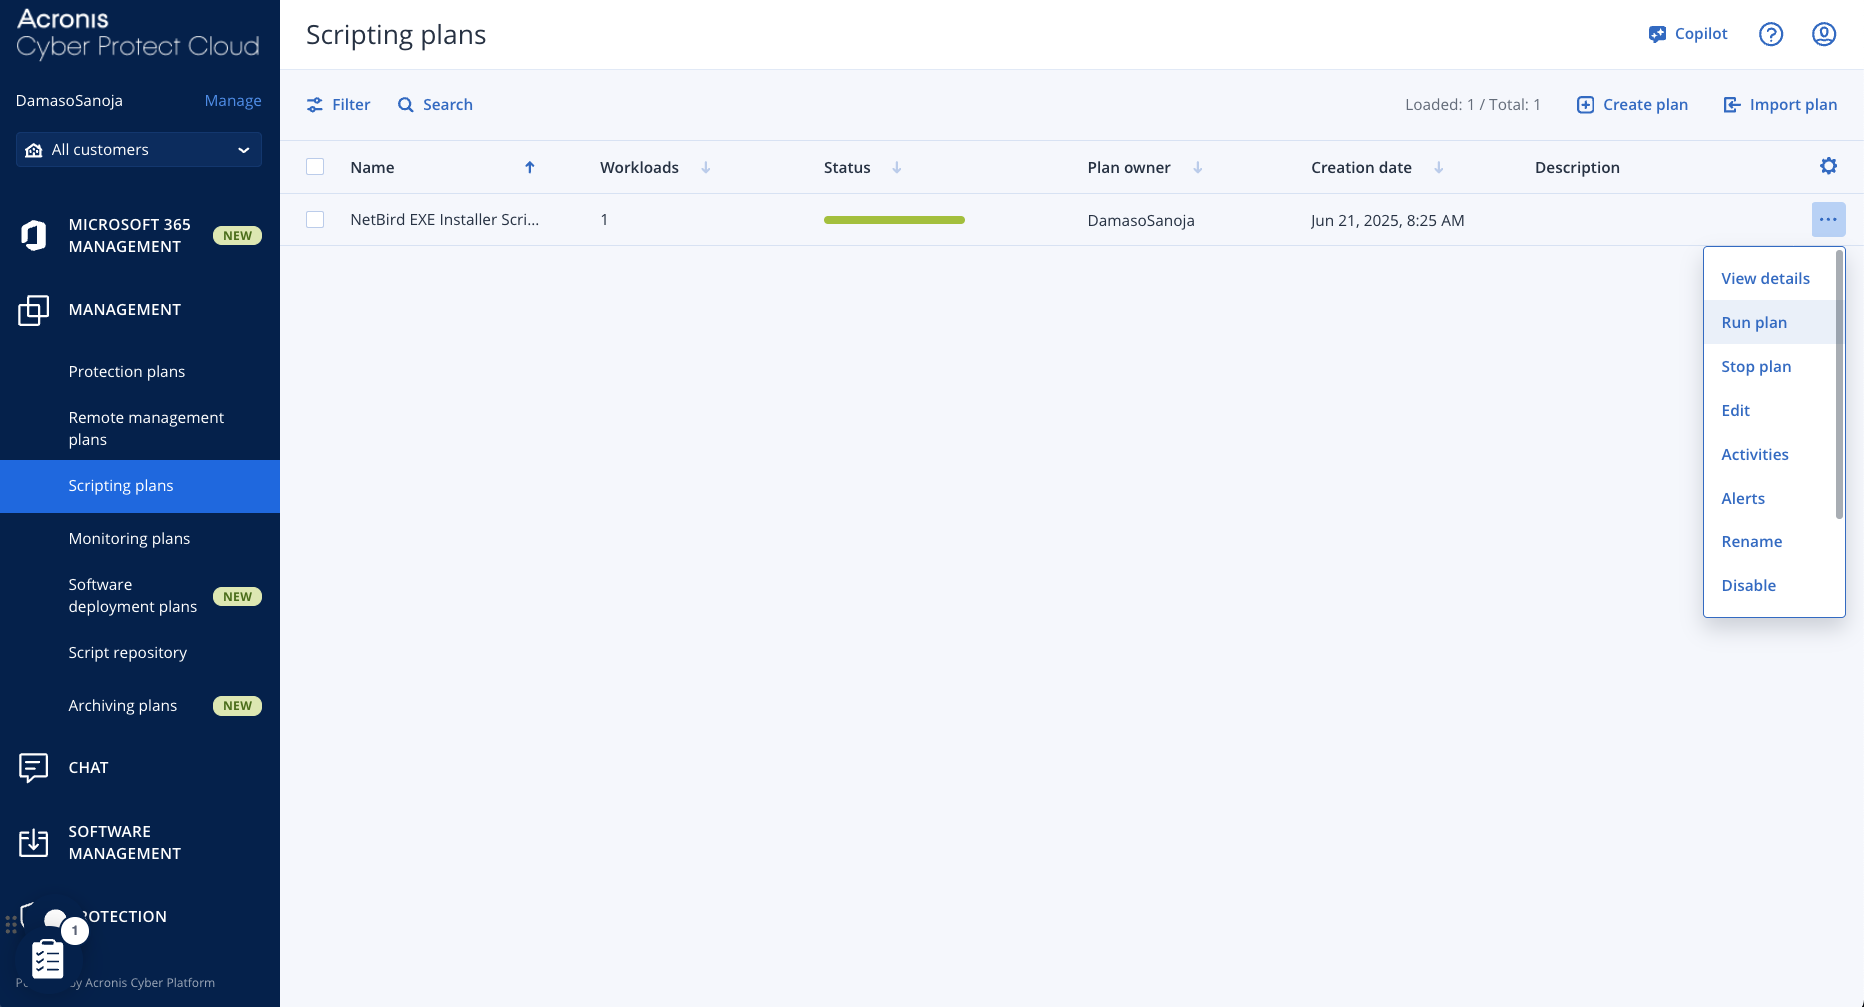 Acronis
Cyber Protect Cloud
DamasoSanoja
Manage
All customers
MICROSOFT 365
MANAGEMENT
NEW
MANAGEMENT
Protection plans
Remote management
plans
Scripting plans
Monitoring plans
Software
deployment plans
NEW
Script repository
Archiving plans
NEW
CHAT
SOFTWARE
MANAGEMENT
OTECTION
1
by Acronis Cyber Platform
Scripting plans
Copilot
Filter
Search
Loaded: 1 / Total: 1
Create plan
Import plan
Name
Workloads
Status
Plan owner
Creation date
Description
NetBird EXE Installer Scri...
1
DamasoSanoja
Jun 21, 2025, 8:25 AM
View details
Run plan
Stop plan
Edit
Activities
Alerts
Rename
Disable